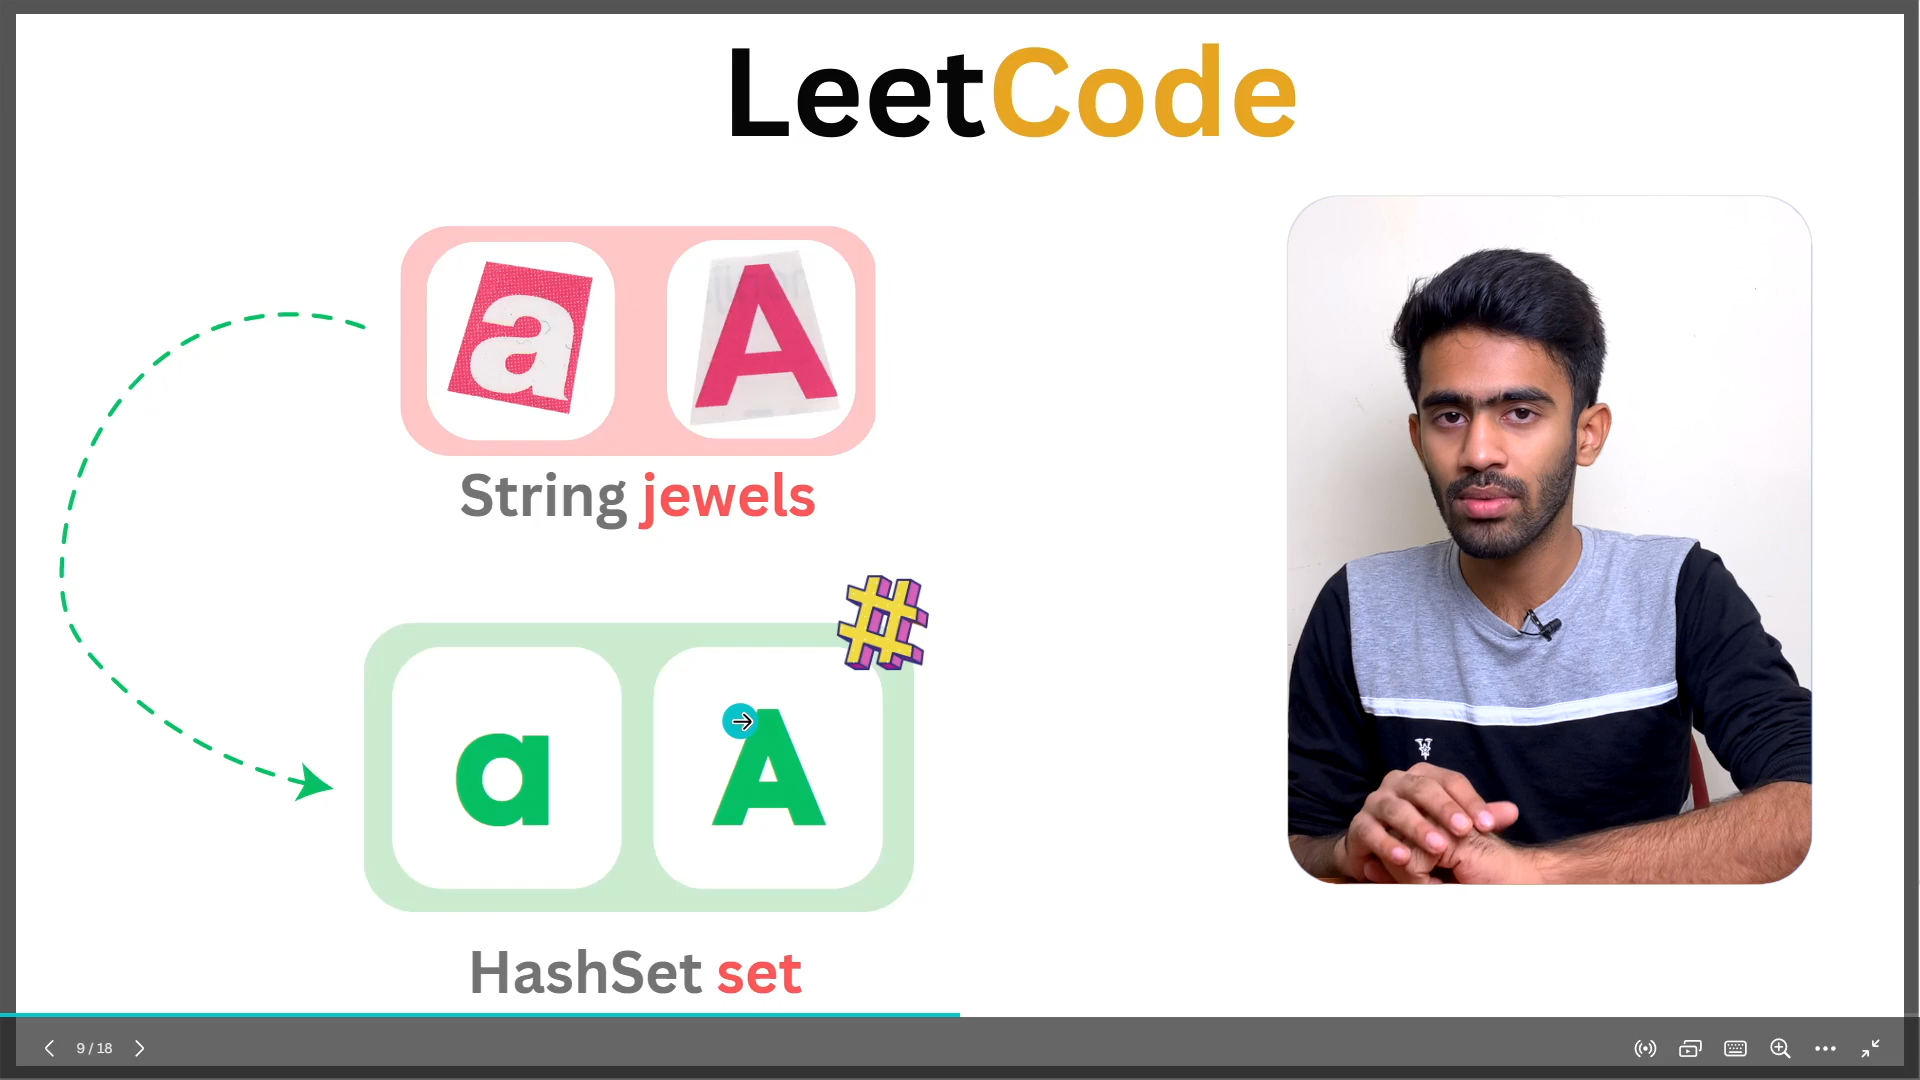 LeetCode
a A
String jewels
#
a A
HashSet set
9 / 18